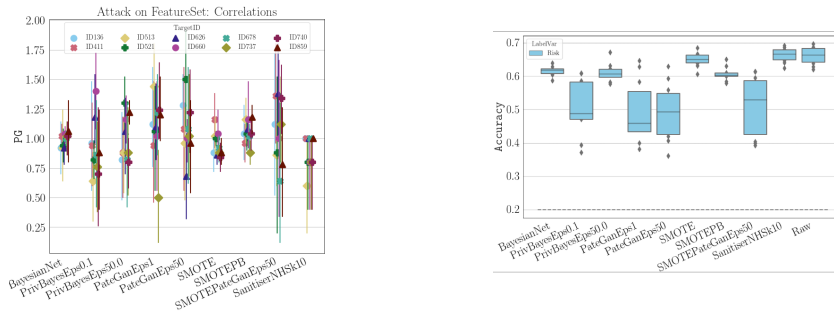 Attack on FeatureSet: Correlations
2.00
1.75
1.50
1.25
1.00
0.75
0.50
0.25
PG
TargetID
ID136 ID513 ID626 ID678 ID740
ID411 ID521 ID660 ID737 ID859
BayesianNet
PrivBayesEps0.1
PrivBayesEps50.0
PateGanEps1
PateGanEps50
SMOTE
SMOTEPB
SMOTEPateGanEps50
SanitiserNHSk10
0.7
0.6
0.5
0.4
0.3
0.2
Accuracy
LabelVar
Risk
BayesianNet
PrivBayesEps0.1
PrivBayesEps50.0
PateGanEps1
PateGanEps50
SMOTE
SMOTEPB
SMOTEPateGanEps50
SanitiserNHSk10
Raw